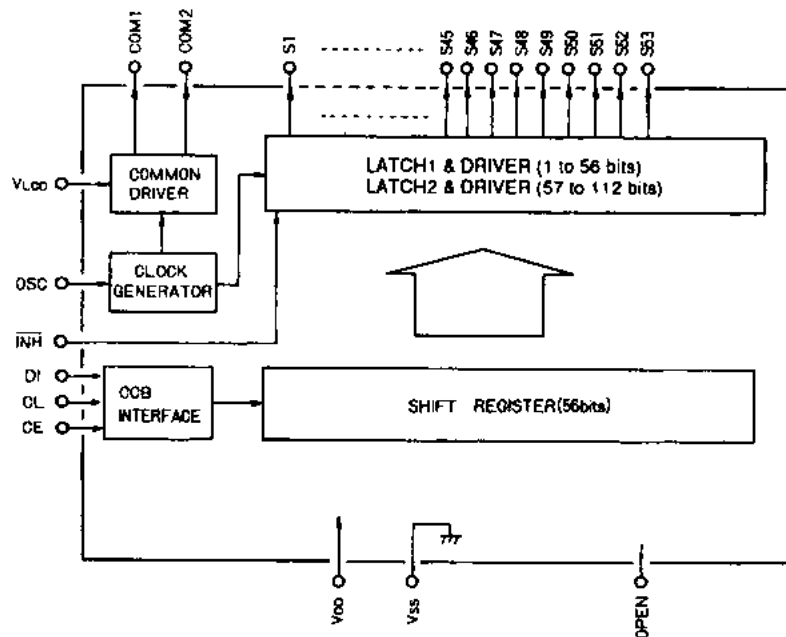 COM1
COM2
S1
S45
S46
S47
S48
S49
S50
S51
S52
S53
COMMON
DRIVER
LATCH1 & DRIVER (1 to 56 bits)
LATCH2 & DRIVER (57 to 112 bits)
VLCD
CLOCK
GENERATOR
OSC
INH
DI
CL
CE
CCB
INTERFACE
SHIFT REGISTER (56bits)
VDD
VSS
OPEN